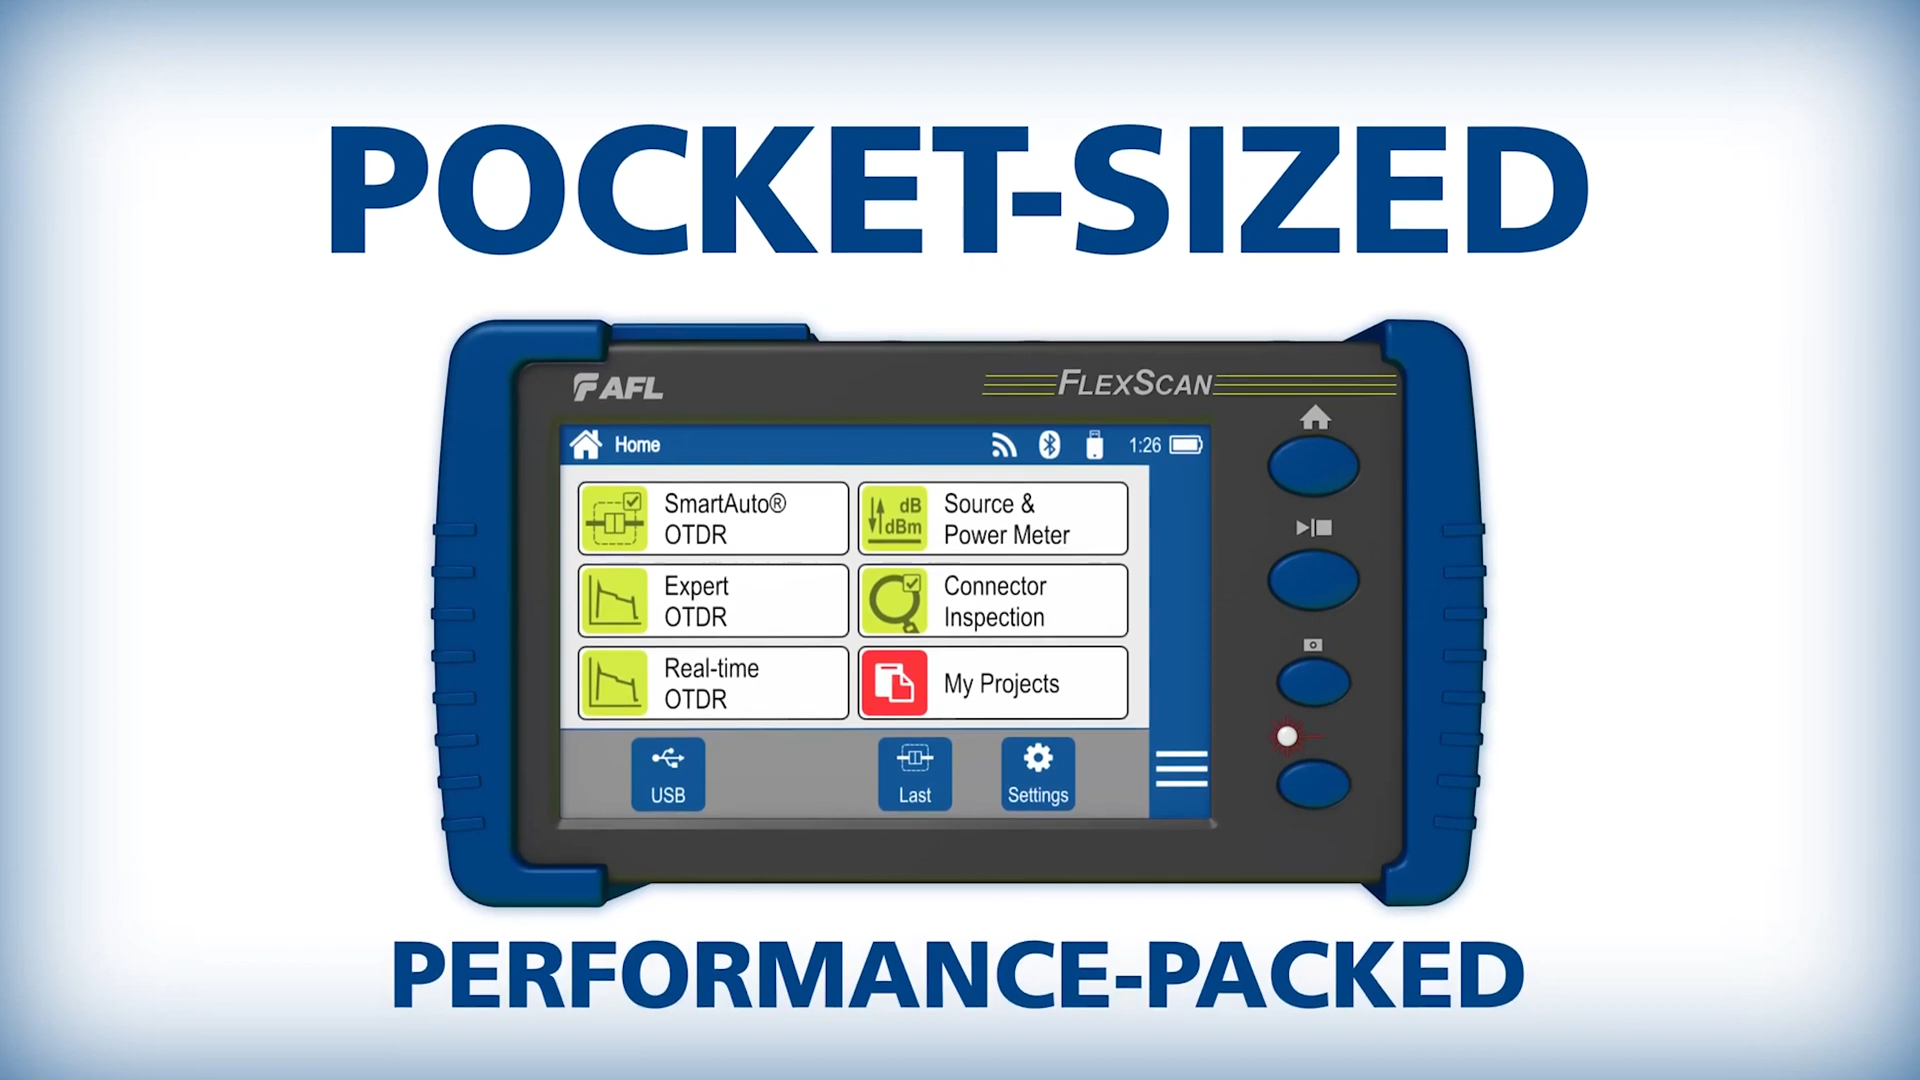 POCKET-SIZED
AFL
FLEXSCAN
Home
1:26
SmartAuto®
OTDR
dB
dBm
Source &
Power Meter
Expert
OTDR
Connector
Inspection
Real-time
OTDR
My Projects
USB
Last
Settings
PERFORMANCE-PACKED